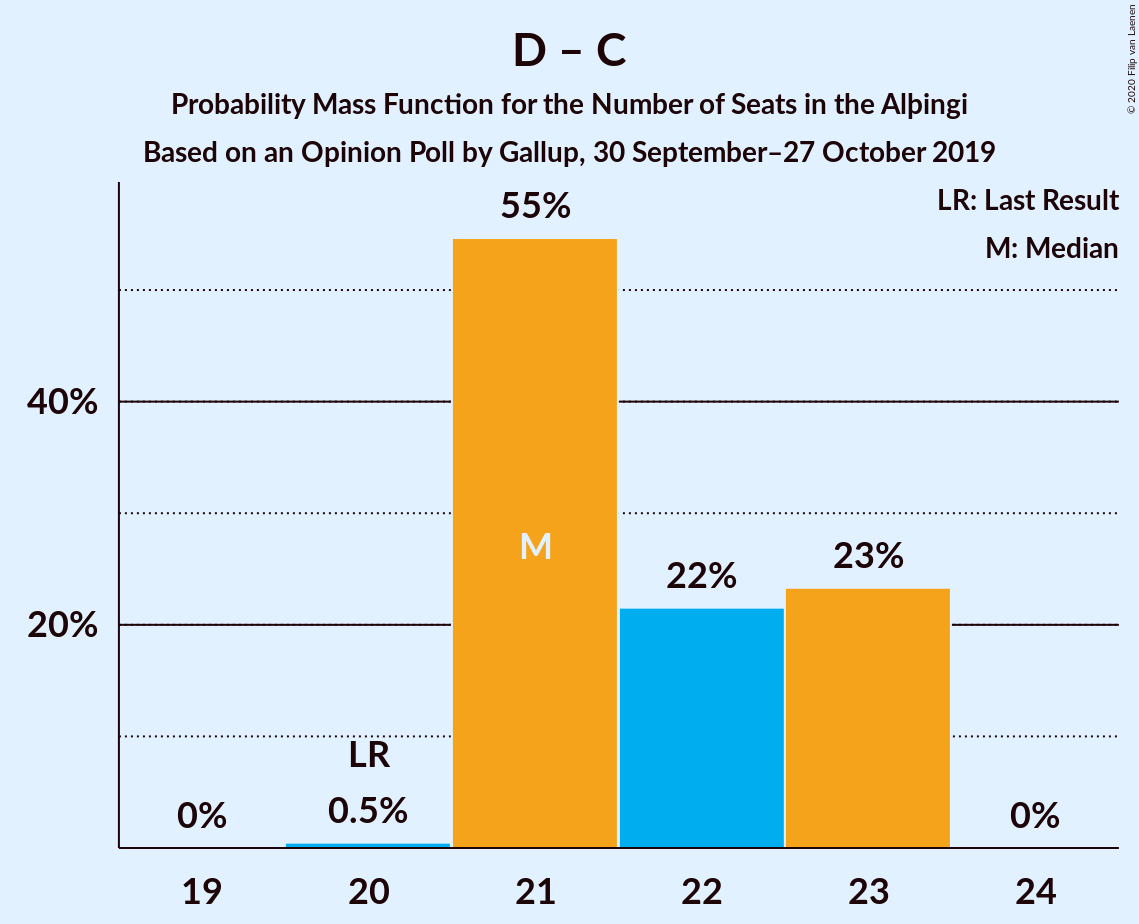 D – C
Probability Mass Function for the Number of Seats in the Alþingi
Based on an Opinion Poll by Gallup, 30 September–27 October 2019
© 2020 Filip van Laenen
LR: Last Result
M: Median
55%
40%
M
23%
22%
20%
LR
0% 0.5% 0%
19 20 21 22 23 24